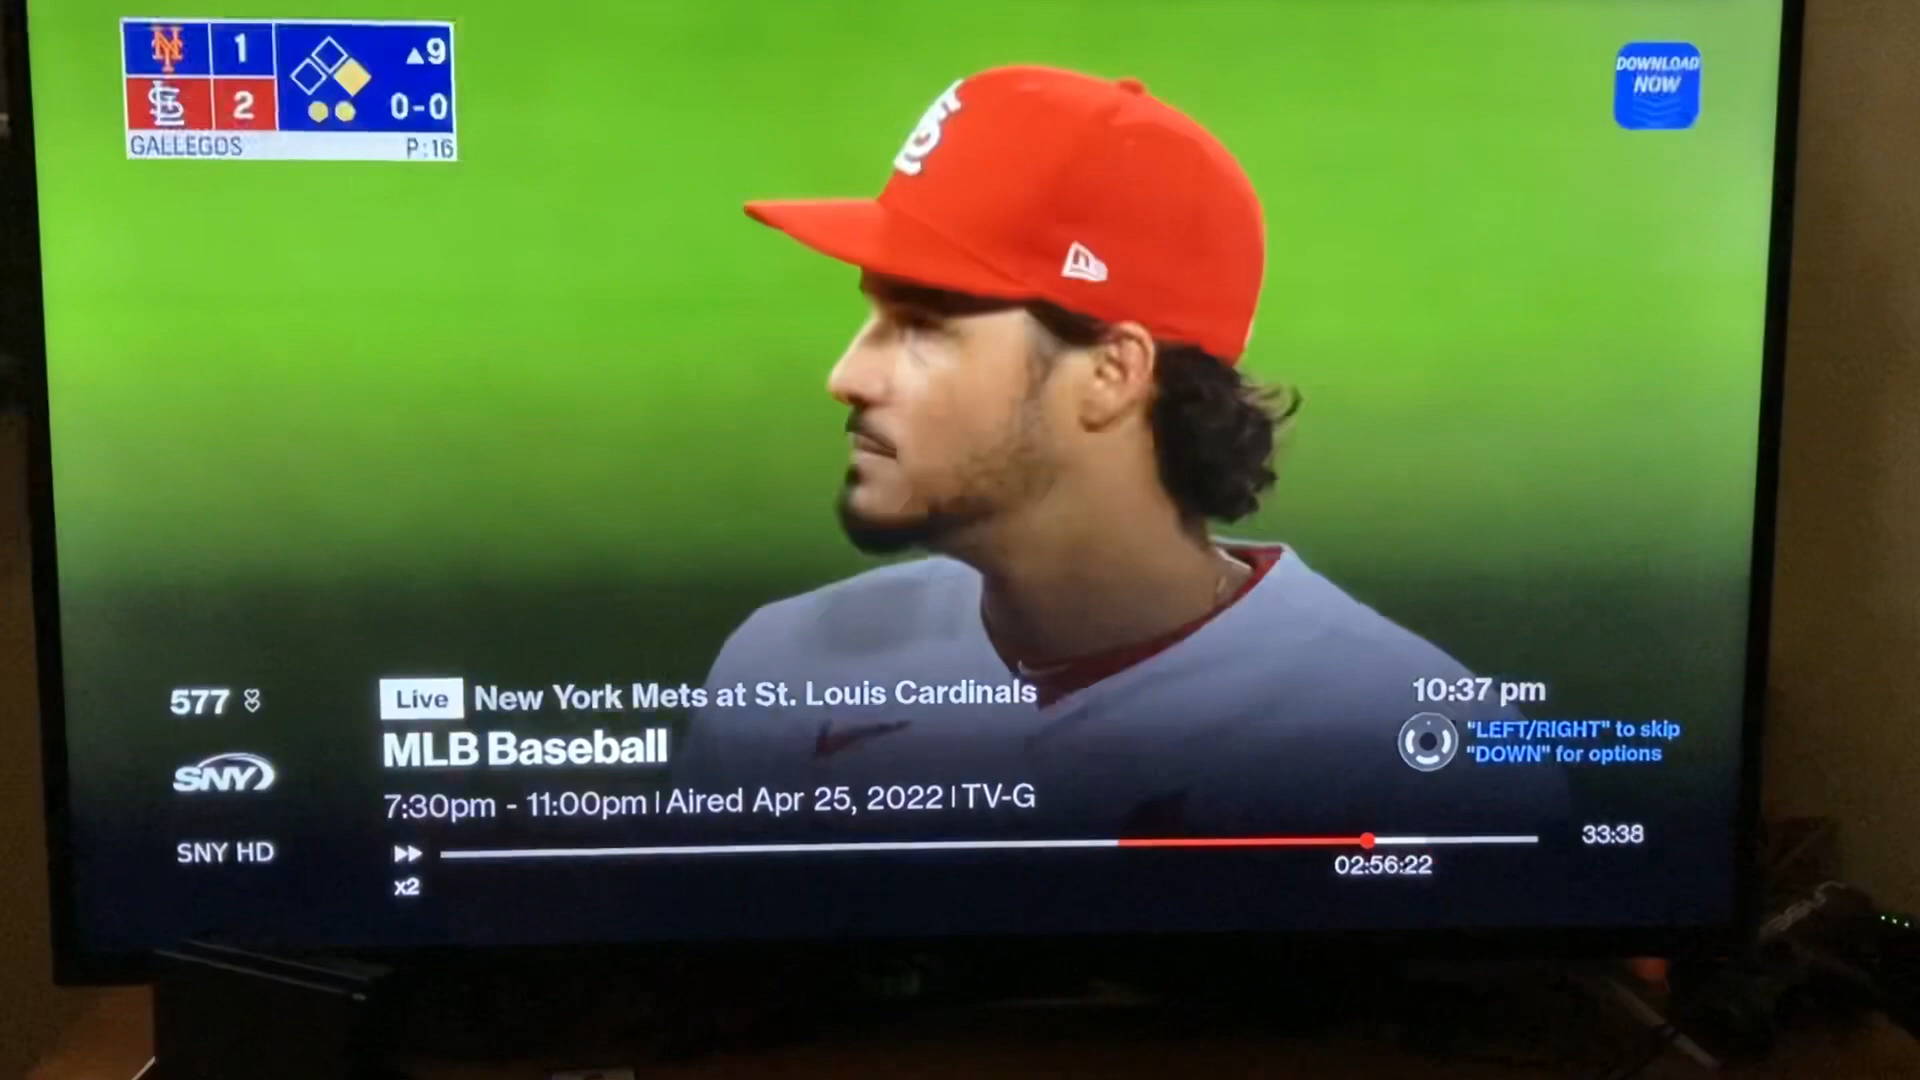 NY 1 ▲9
STL 2 0-0
GALLEGOS P:16
DOWNLOAD
NOW
577
Live New York Mets at St. Louis Cardinals
10:37 pm
MLB Baseball
"LEFT/RIGHT" to skip
"DOWN" for options
SNY
7:30pm - 11:00pm | Aired Apr 25, 2022 | TV-G
SNY HD
33:38
02:56:22
x2